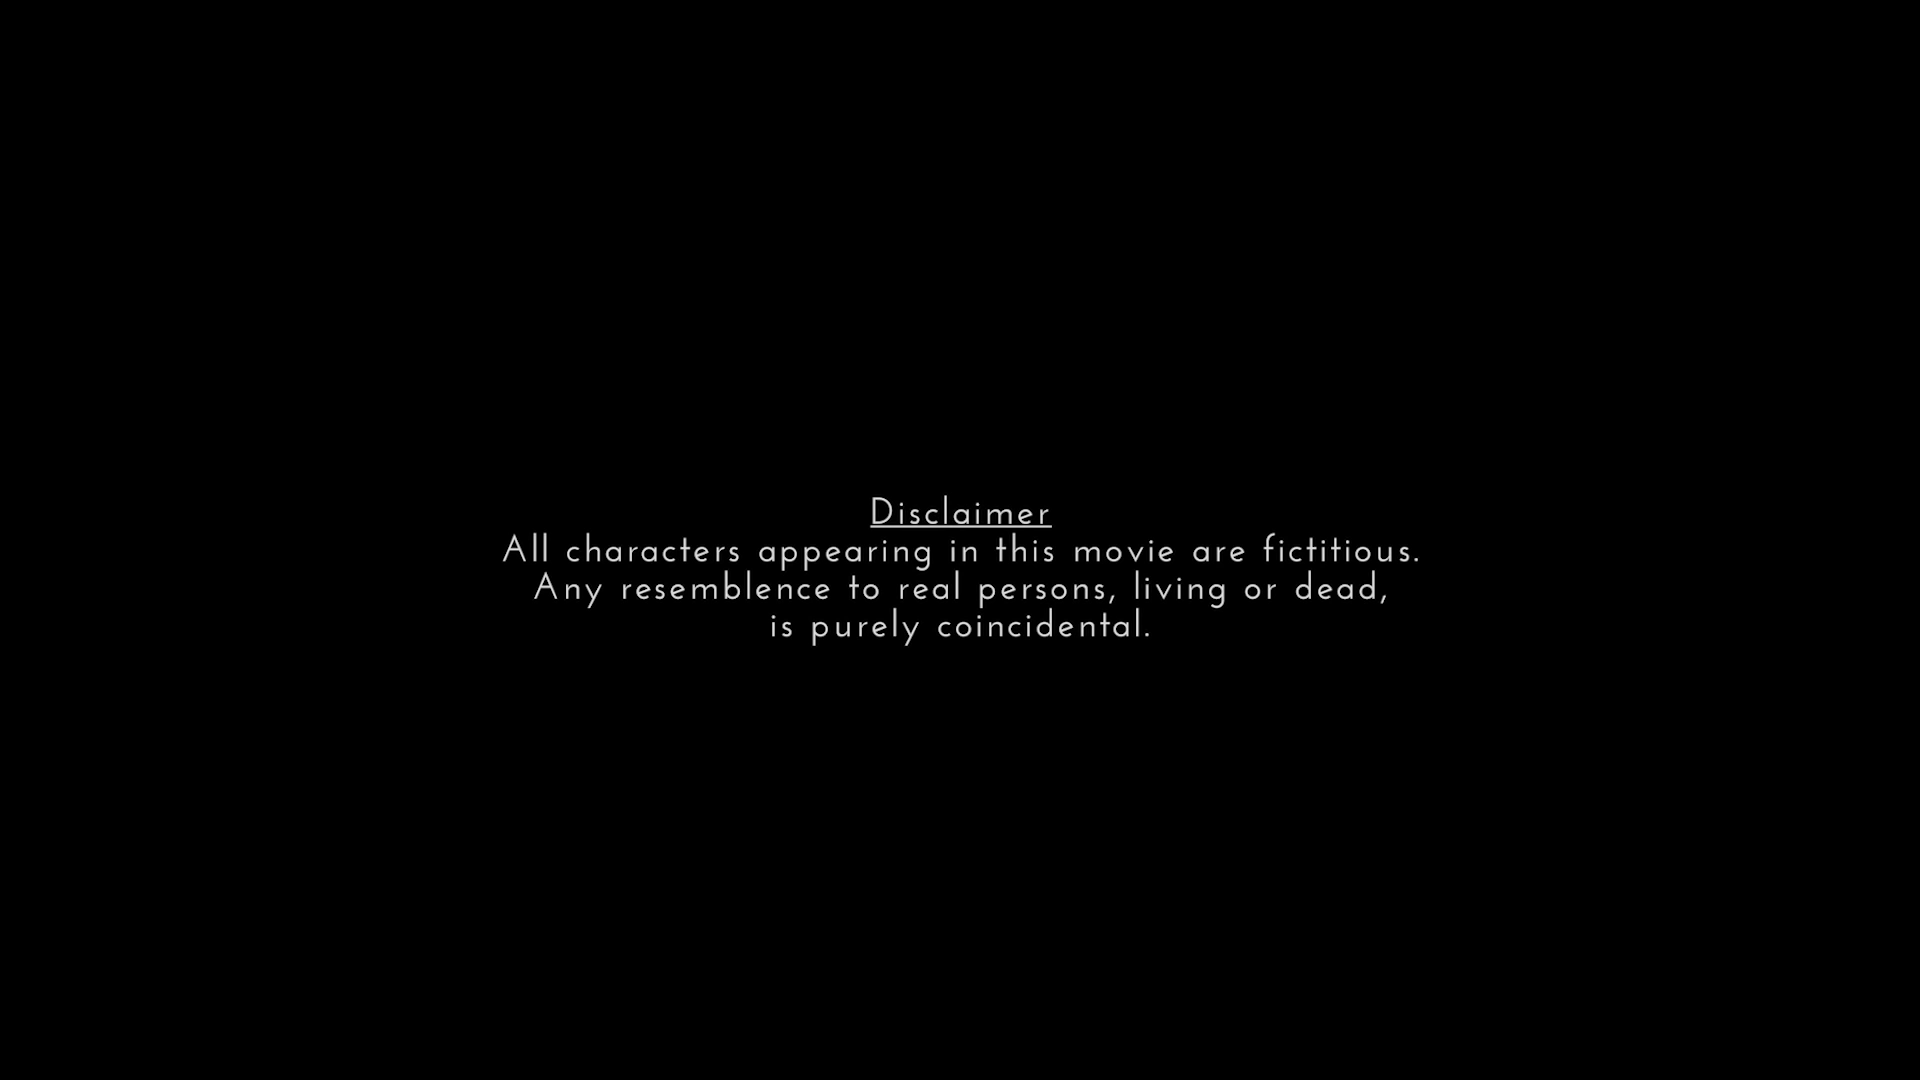 Disclaimer
All characters appearing in this movie are fictitious.
Any resemblence to real persons, living or dead,
is purely coincidental.